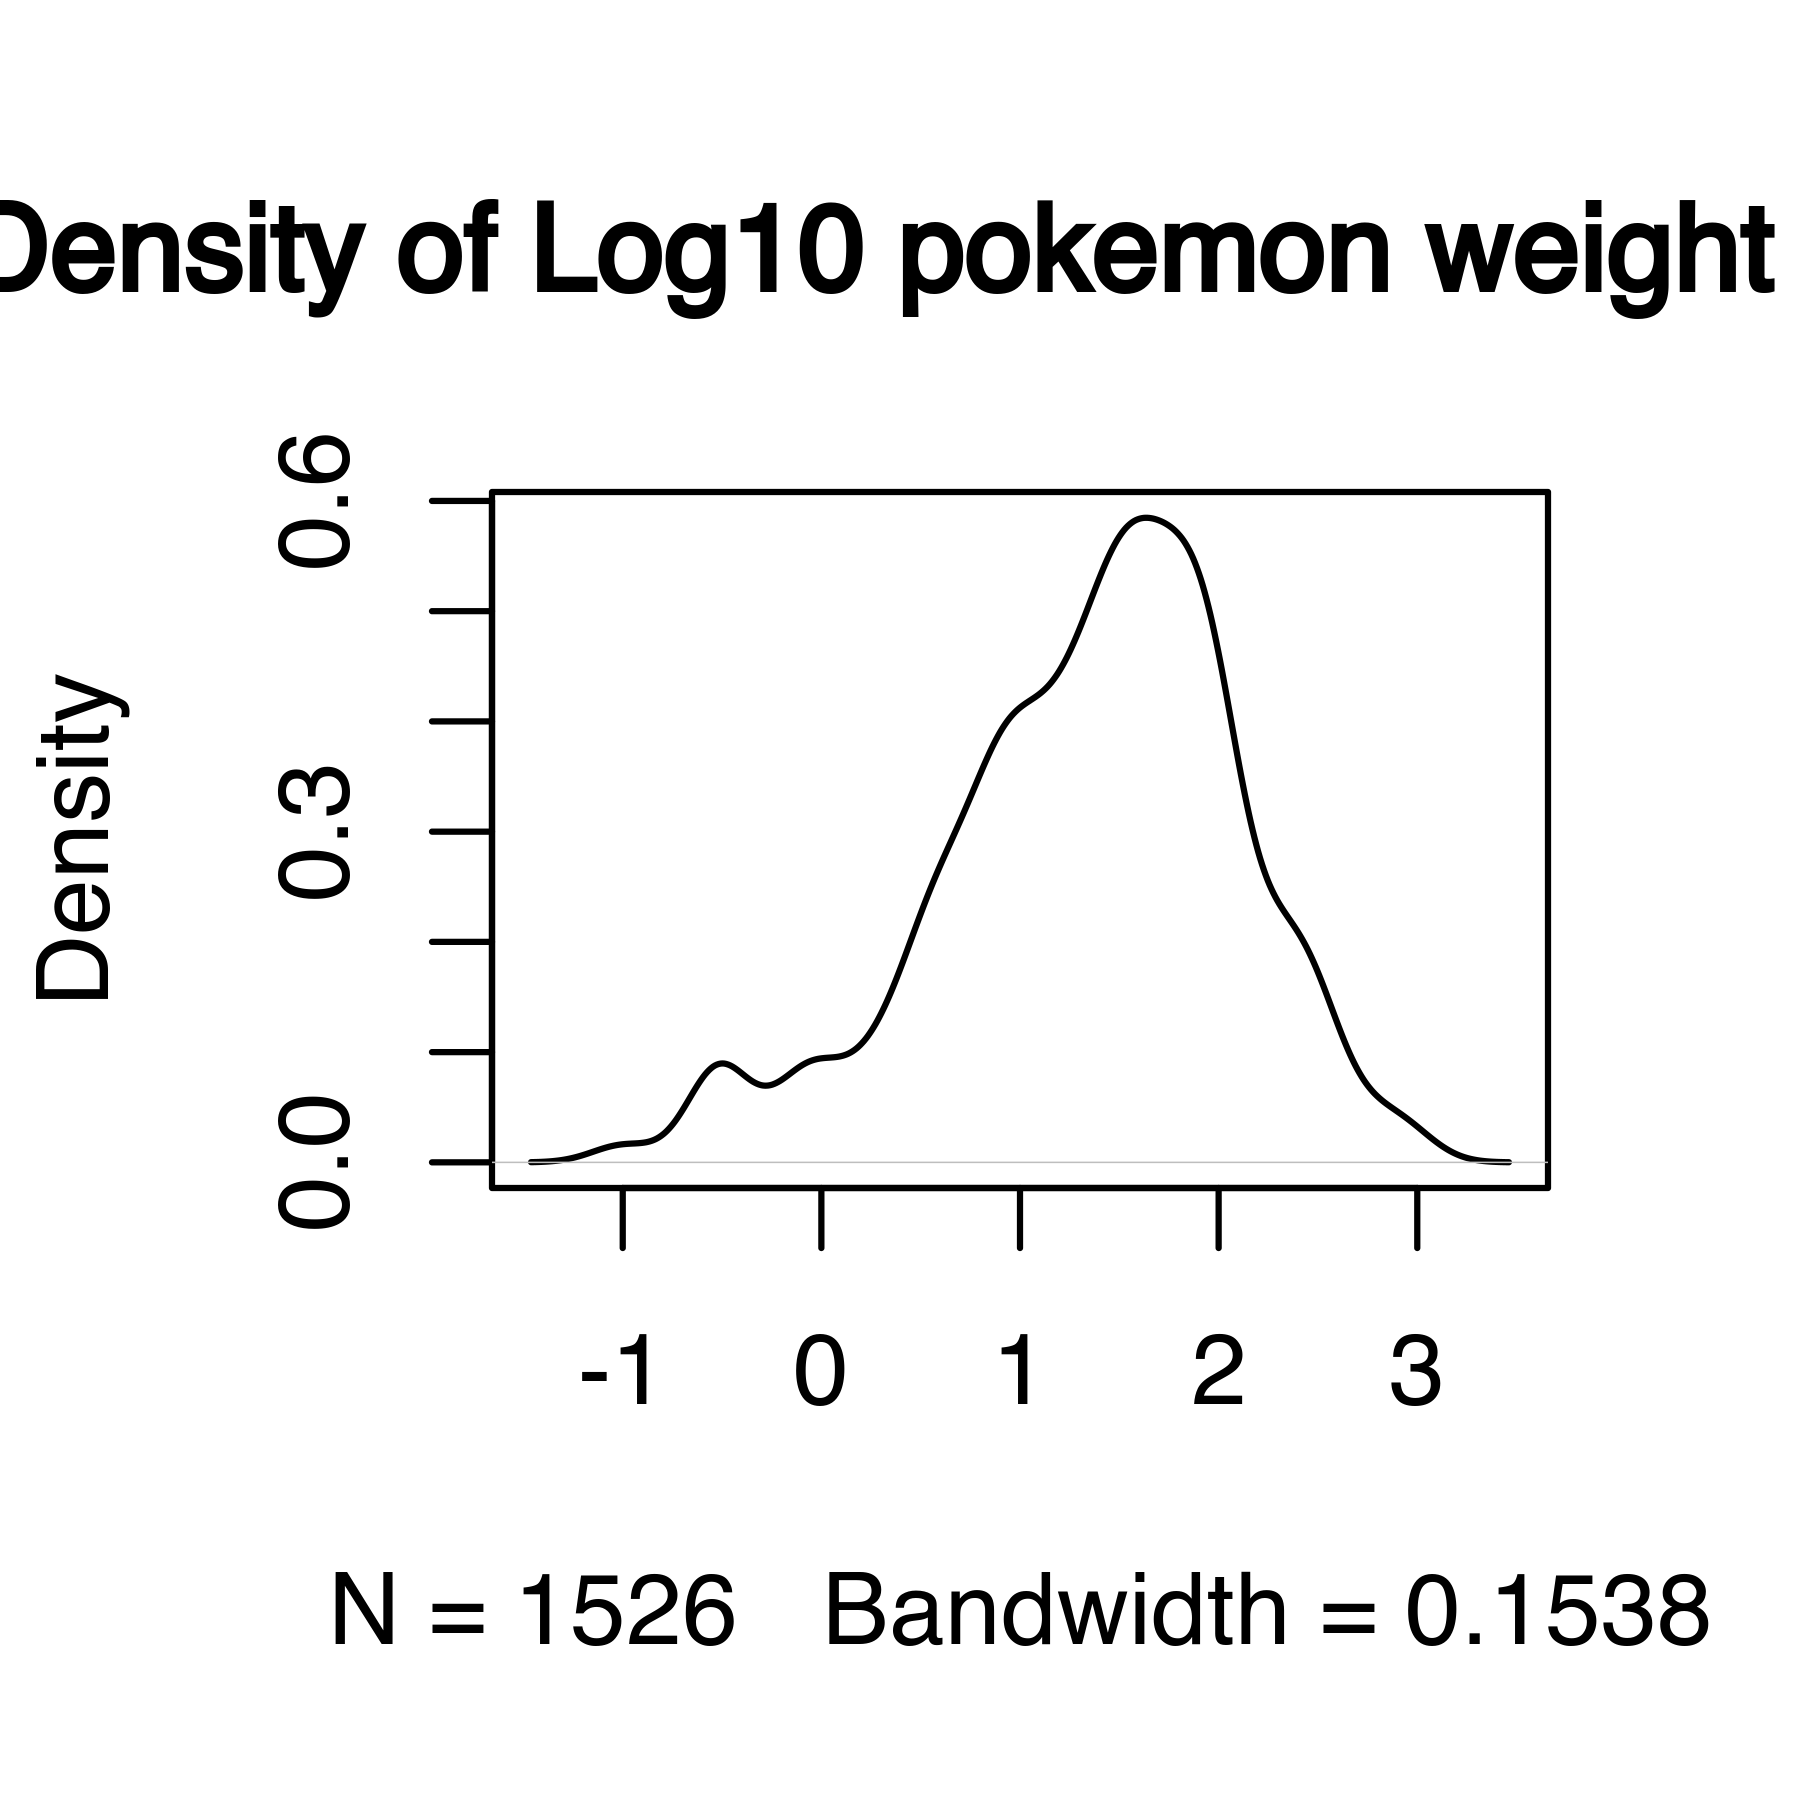 Density of Log10 pokemon weight
Density
0.6
0.3
0.0
-1 0 1 2 3
N = 1526 Bandwidth = 0.1538